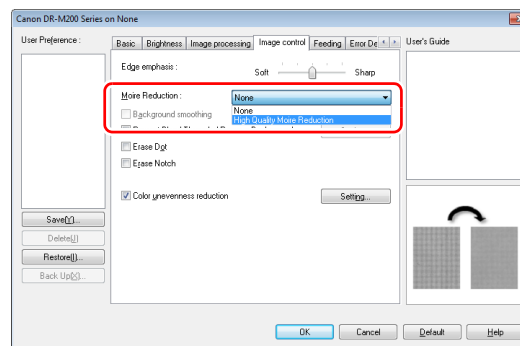 Canon DR-M200 Series on None
User Preference :
Basic Brightness Image processing Image control Feeding Error De
User's Guide
Edge emphasis :
Soft Sharp
Moire Reduction :
None
None
High Quality Moire Reduction
Background smoothing
Erase Dot
Erase Notch
Color unevenness reduction
Setting...
Save(Y)...
Delete(J)
Restore(I)...
Back Up(X)...
OK Cancel Default Help